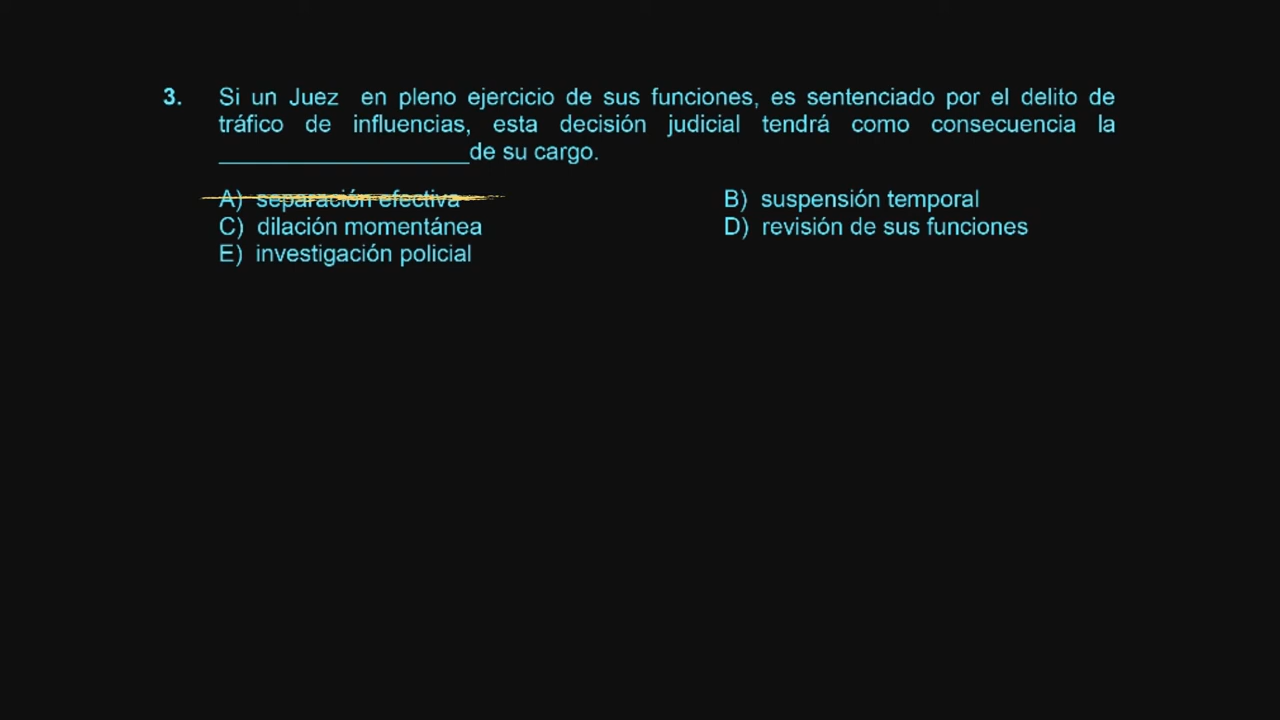 3. Si un Juez en pleno ejercicio de sus funciones, es sentenciado por el delito de
tráfico de influencias, esta decisión judicial tendrá como consecuencia la
____________________de su cargo.
A) separación efectiva B) suspensión temporal
C) dilación momentánea D) revisión de sus funciones
E) investigación policial